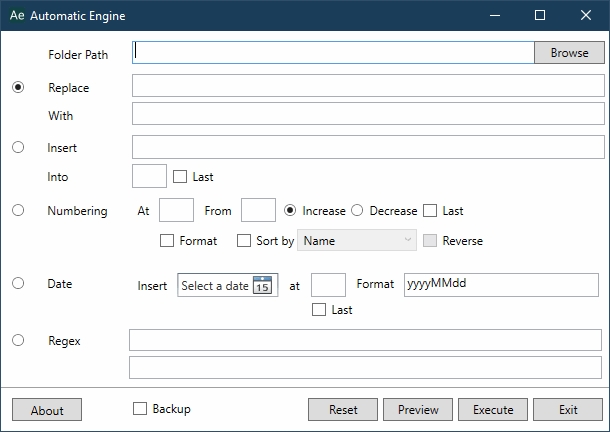 Ae Automatic Engine
Folder Path Browse
Replace
With
Insert
Into Last
Numbering At From Increase Decrease Last
Format Sort by Name Reverse
Date Insert Select a date 15 at Format yyyyMMdd
Last
Regex
About Backup Reset Preview Execute Exit